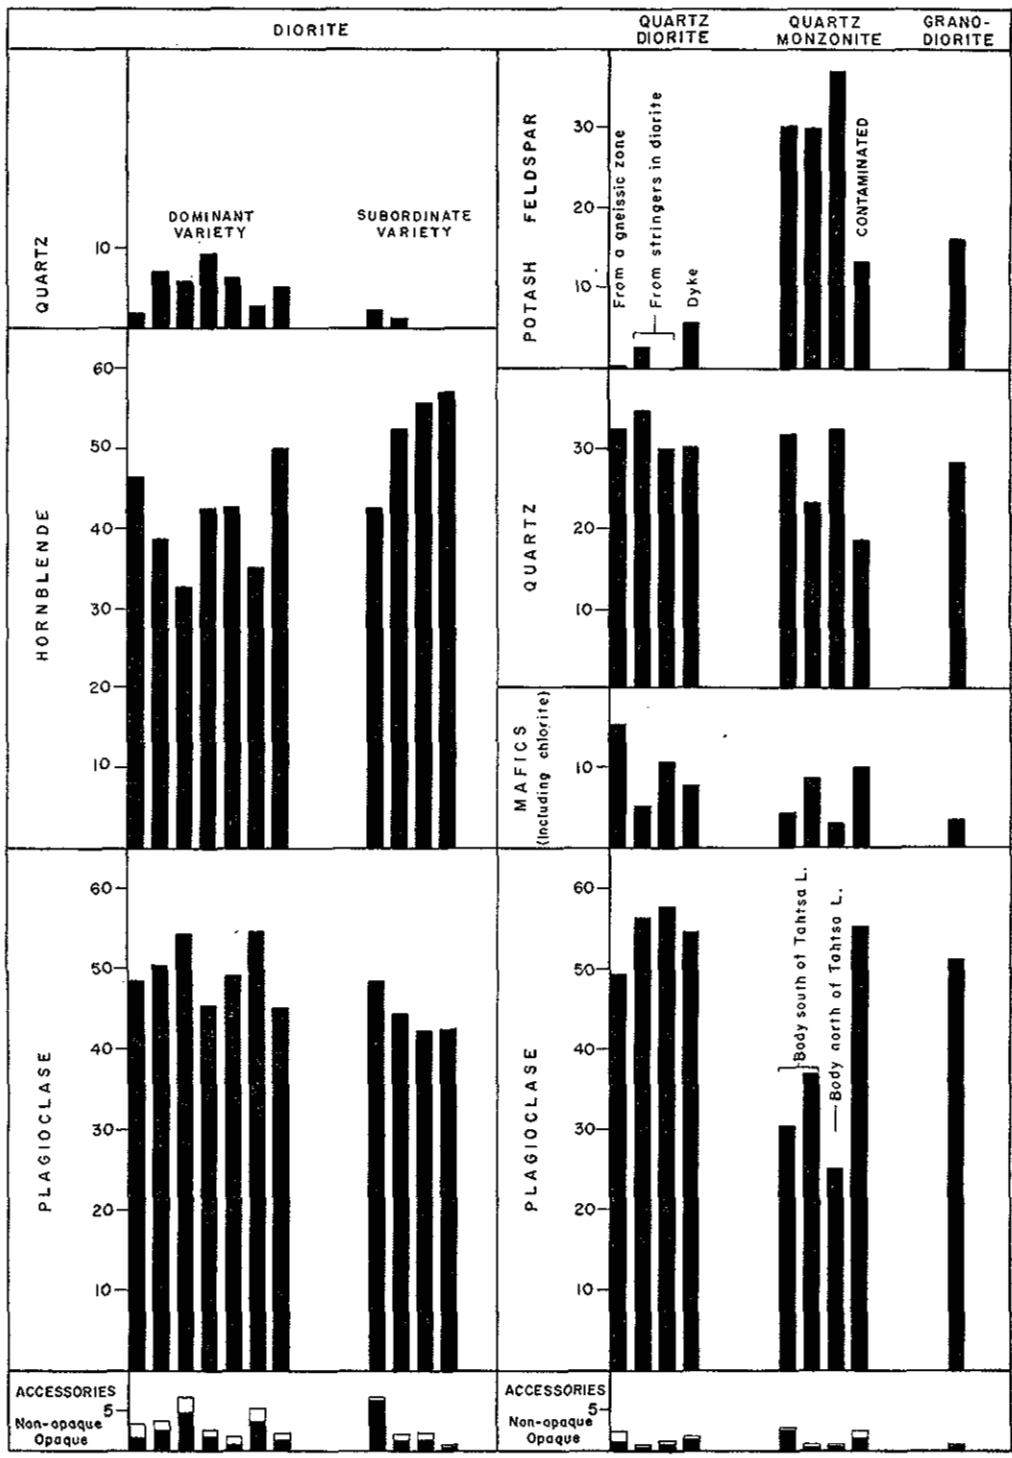 DIORITE
QUARTZ
DIORITE
QUARTZ
MONZONITE
GRANO-
DIORITE
QUARTZ
10
DOMINANT
VARIETY
SUBORDINATE
VARIETY
HORNBLENDE
60
50
40
30
20
10
PLAGIOCLASE
60
50
40
30
20
10
ACCESSORIES
5
Non-opaque
Opaque
POTASH FELDSPAR
30
20
10
From a gneissic zone
From stringers in diorite
Dyke
CONTAMINATED
QUARTZ
30
20
10
MAFICS
(Including chlorite)
10
PLAGIOCLASE
60
50
40
30
20
10
Body south of Tahtsa L.
Body north of Tahtsa L.
ACCESSORIES
5
Non-opaque
Opaque